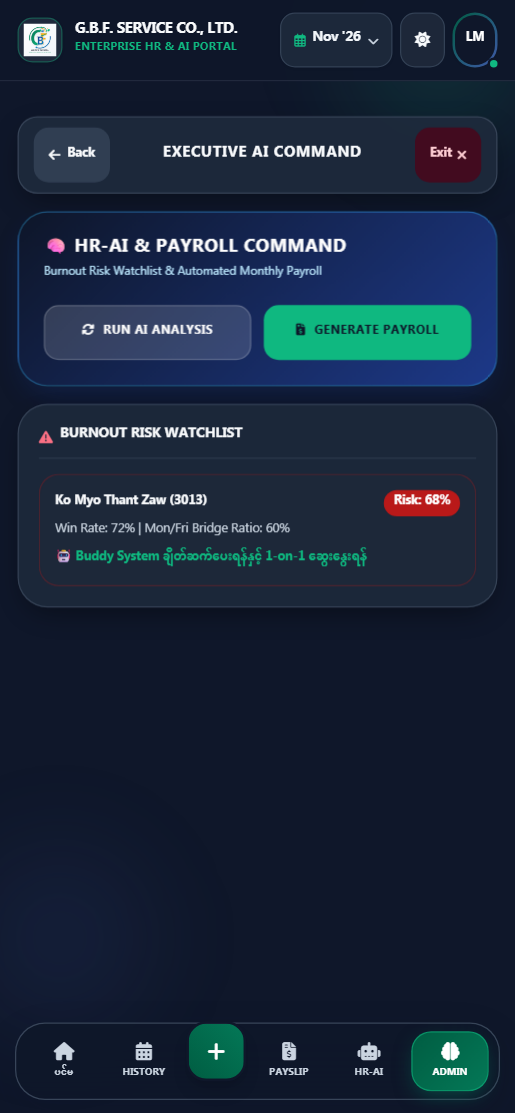 G.B.F. SERVICE CO., LTD.
ENTERPRISE HR & AI PORTAL
Nov '26
LM
Back
EXECUTIVE AI COMMAND
Exit
HR-AI & PAYROLL COMMAND
Burnout Risk Watchlist & Automated Monthly Payroll
RUN AI ANALYSIS
GENERATE PAYROLL
BURNOUT RISK WATCHLIST
Ko Myo Thant Zaw (3013)
Risk: 68%
Win Rate: 72% | Mon/Fri Bridge Ratio: 60%
Buddy System ချိတ်ဆက်ပေးရန်နှင့် 1-on-1 ဆွေးနွေးရန်
ပင်မ
HISTORY
PAYSLIP
HR-AI
ADMIN